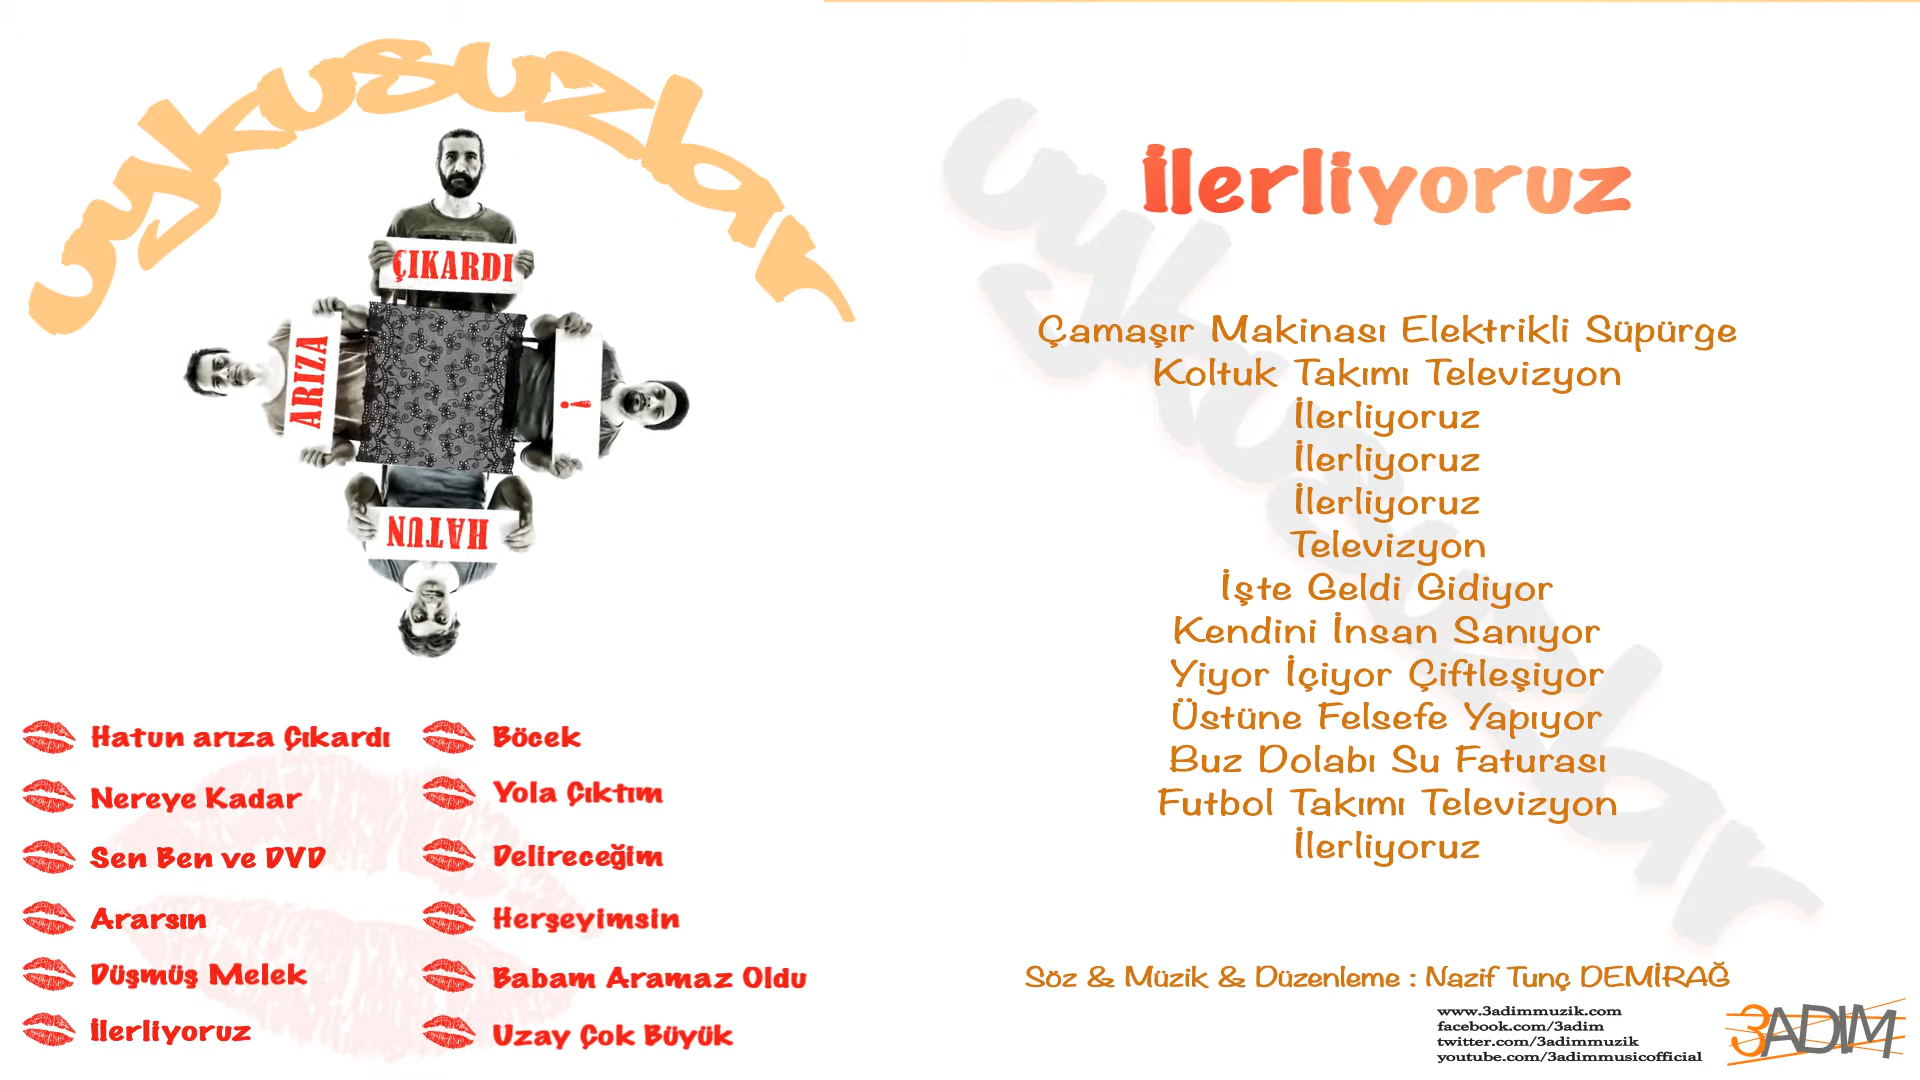 uykusuzlar
ÇIKARDI
ARIZA
!
HATUN
Hatun arıza Çıkardı
Nereye Kadar
Sen Ben ve DVD
Ararsın
Düşmüş Melek
İlerliyoruz
Böcek
Yola Çıktım
Delireceğim
Herşeyimsin
Babam Aramaz Oldu
Uzay Çok Büyük
uykusuzlar
İlerliyoruz
Çamaşır Makinası Elektrikli Süpürge
Koltuk Takımı Televizyon
İlerliyoruz
İlerliyoruz
İlerliyoruz
Televizyon
İşte Geldi Gidiyor
Kendini İnsan Sanıyor
Yiyor İçiyor Çiftleşiyor
Üstüne Felsefe Yapıyor
Buz Dolabı Su Faturası
Futbol Takımı Televizyon
İlerliyoruz
Söz & Müzik & Düzenleme : Nazif Tunç DEMİRAĞ
www.3adimmuzik.com
facebook.com/3adim
twitter.com/3adimmuzik
youtube.com/3adimmusicofficial
3ADIM